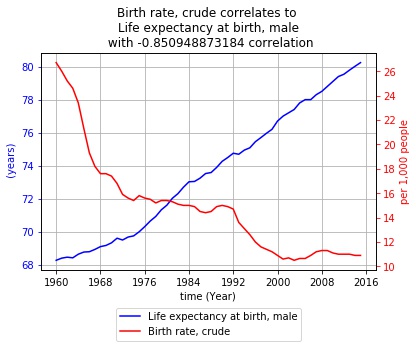 Birth rate, crude correlates to
Life expectancy at birth, male
with -0.850948873184 correlation
80
78
76
74
72
70
68
(years)
26
24
22
20
18
16
14
12
10
per 1,000 people
1960 1968 1976 1984 1992 2000 2008 2016
time (Year)
Life expectancy at birth, male
Birth rate, crude